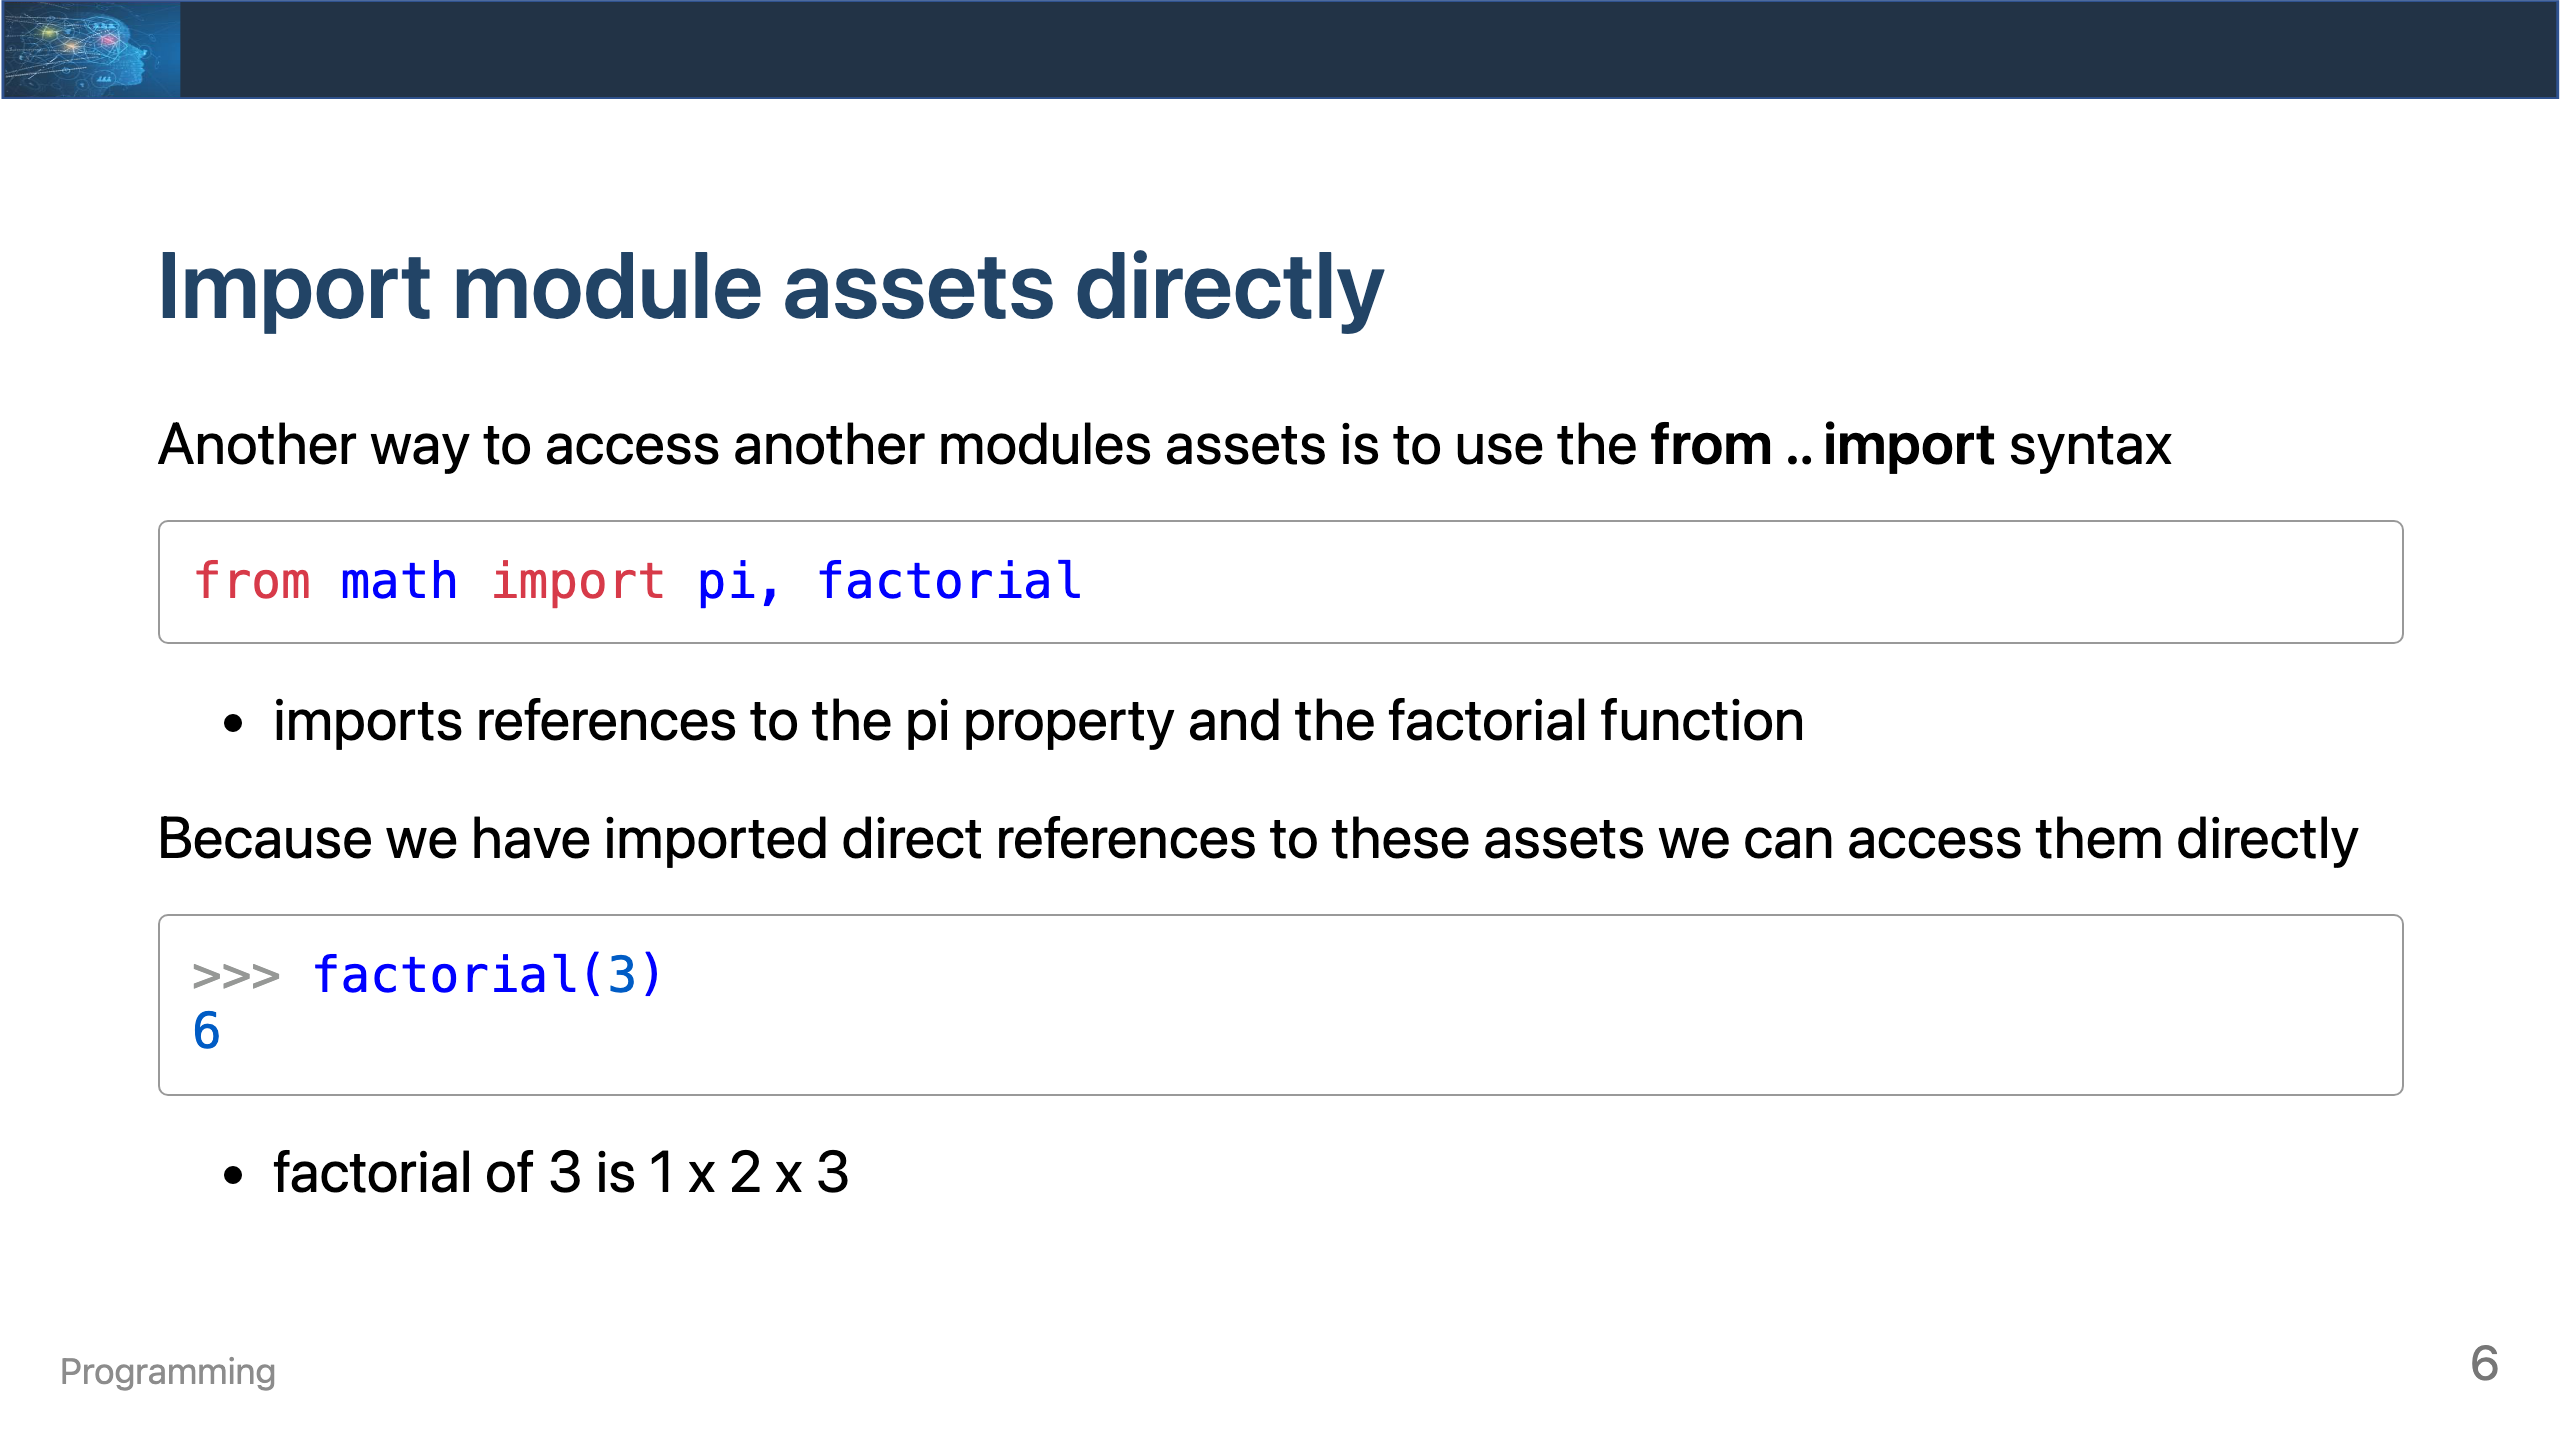 Import module assets directly
Another way to access another modules assets is to use the from .. import syntax
from math import pi, factorial
• imports references to the pi property and the factorial function
Because we have imported direct references to these assets we can access them directly
>>> factorial(3)
6
• factorial of 3 is 1 x 2 x 3
Programming
6